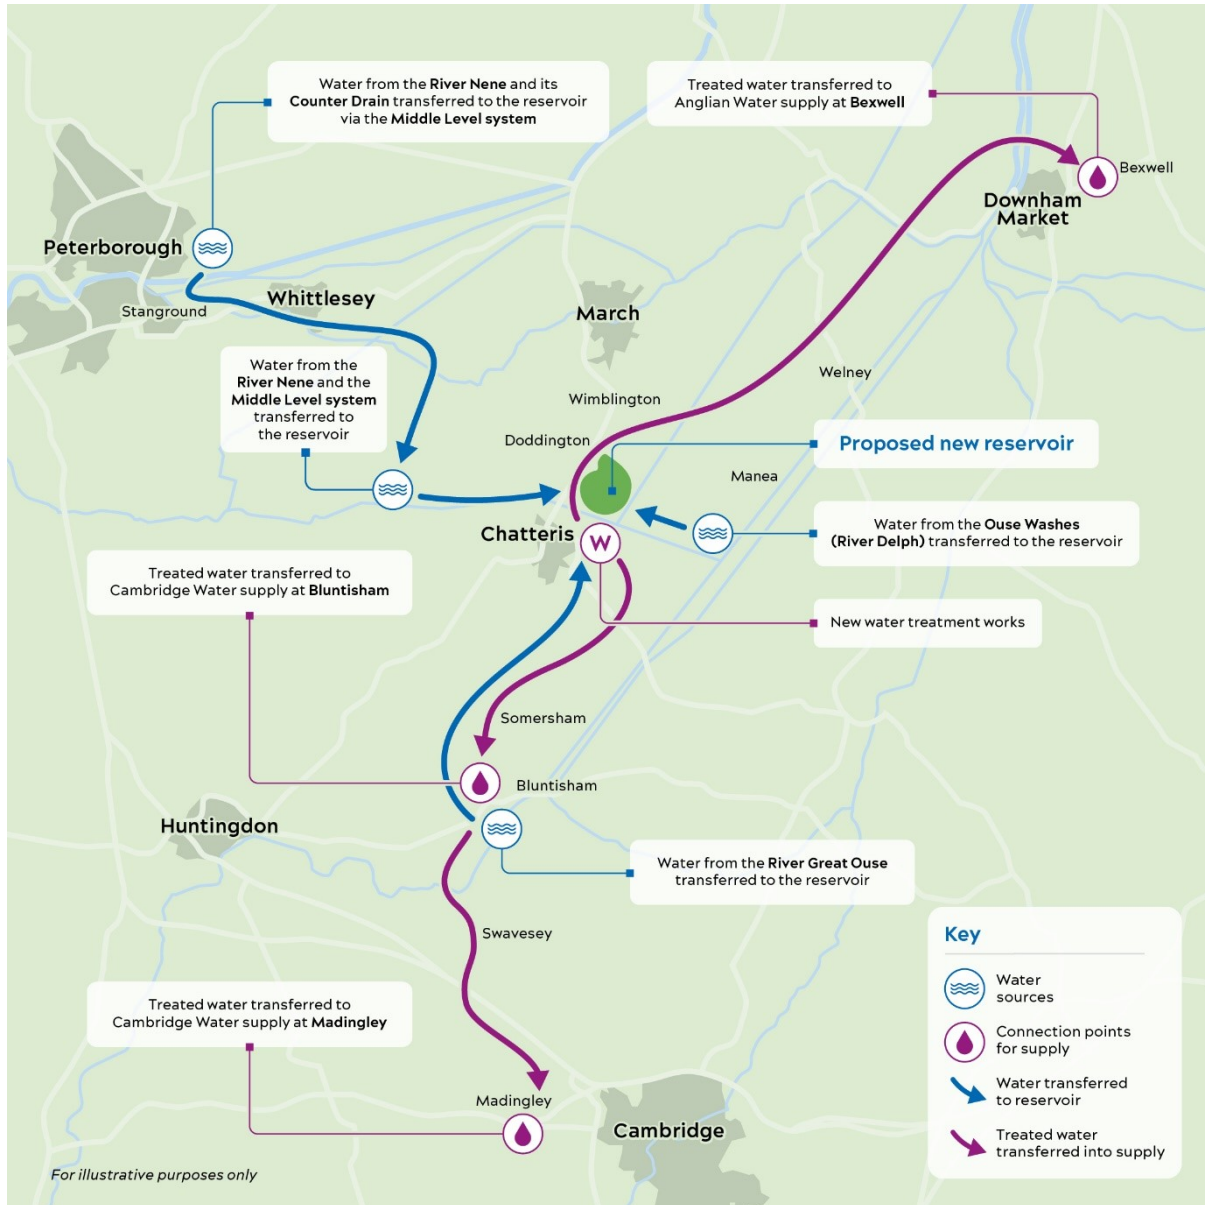 Water from the River Nene and its
Counter Drain transferred to the reservoir
via the Middle Level system
Treated water transferred to
Anglian Water supply at Bexwell
Bexwell
Downham
Market
Peterborough
Stanground
Whittlesey
March
Water from the
River Nene and the
Middle Level system
transferred to
the reservoir
Welney
Wimblington
Doddington
Proposed new reservoir
Manea
Chatteris
W
Water from the Ouse Washes
(River Delph) transferred to the reservoir
Treated water transferred to
Cambridge Water supply at Bluntisham
New water treatment works
Somersham
Bluntisham
Huntingdon
Water from the River Great Ouse
transferred to the reservoir
Swavesey
Treated water transferred to
Cambridge Water supply at Madingley
Madingley
Cambridge
For illustrative purposes only
Key
Water
sources
Connection points
for supply
Water transferred
to reservoir
Treated water
transferred into supply